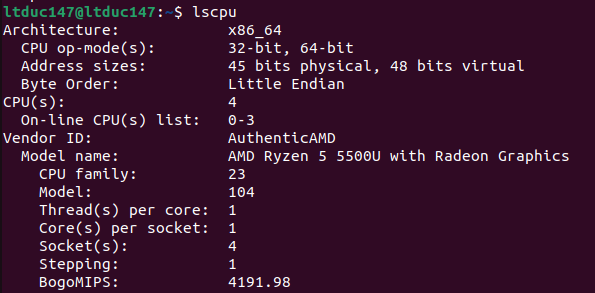 ltduc147@ltduc147:~$ lscpu
Architecture: x86_64
CPU op-mode(s): 32-bit, 64-bit
Address sizes: 45 bits physical, 48 bits virtual
Byte Order: Little Endian
CPU(s): 4
On-line CPU(s) list: 0-3
Vendor ID: AuthenticAMD
Model name: AMD Ryzen 5 5500U with Radeon Graphics
CPU family: 23
Model: 104
Thread(s) per core: 1
Core(s) per socket: 1
Socket(s): 4
Stepping: 1
BogoMIPS: 4191.98